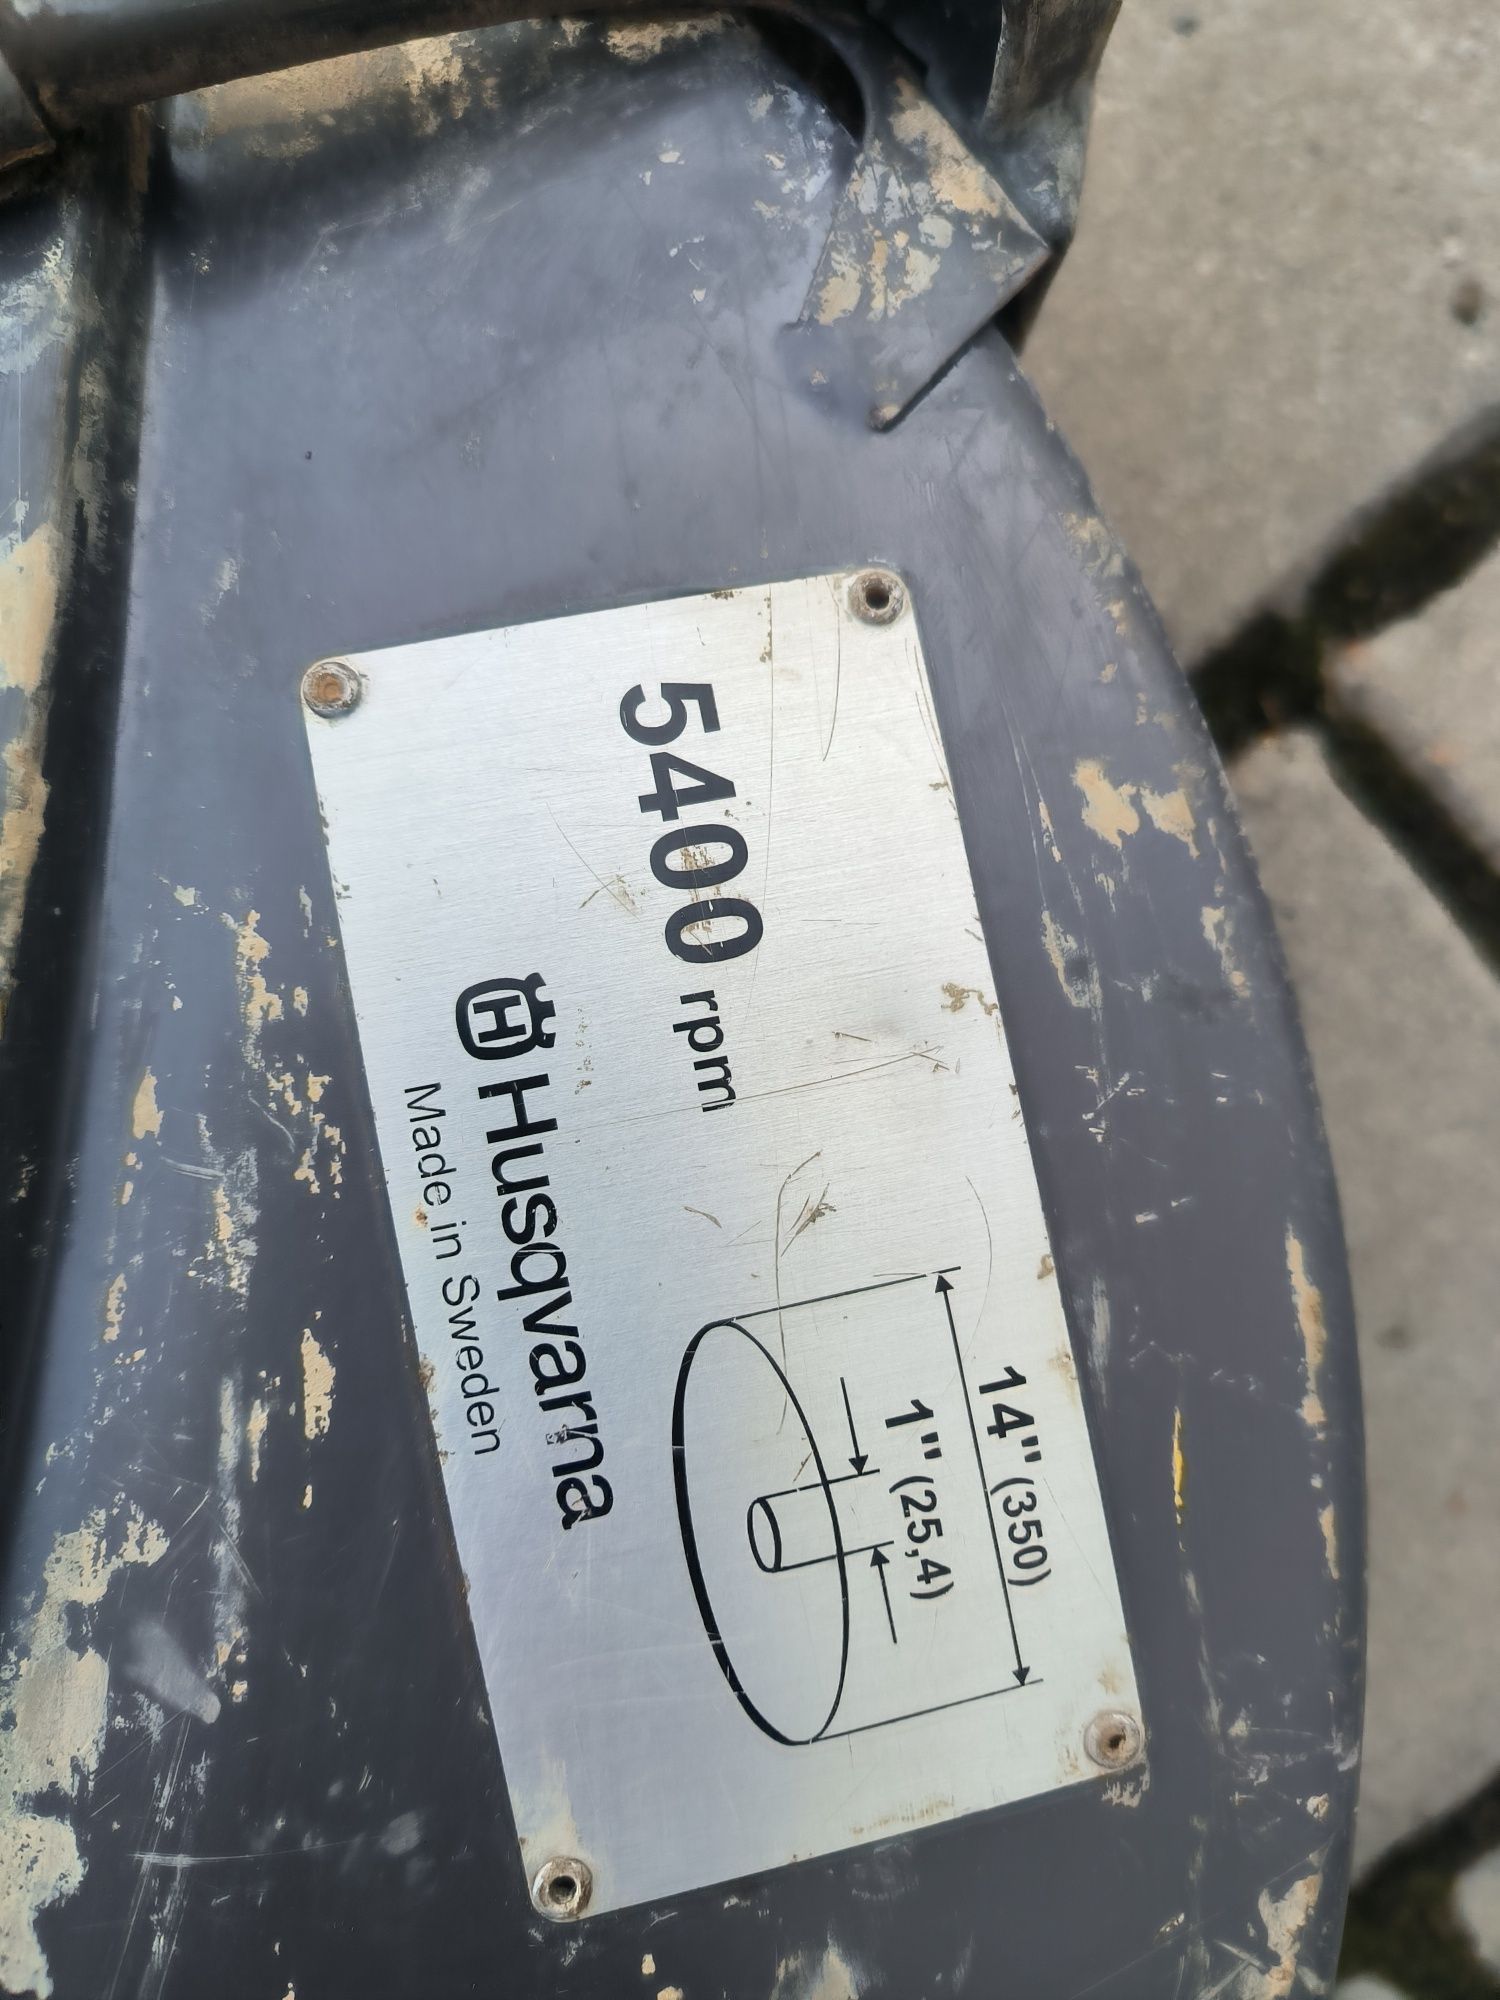 5400 rpm
14" (350)
1" (25,4)
H Husqvarna
Made in Sweden